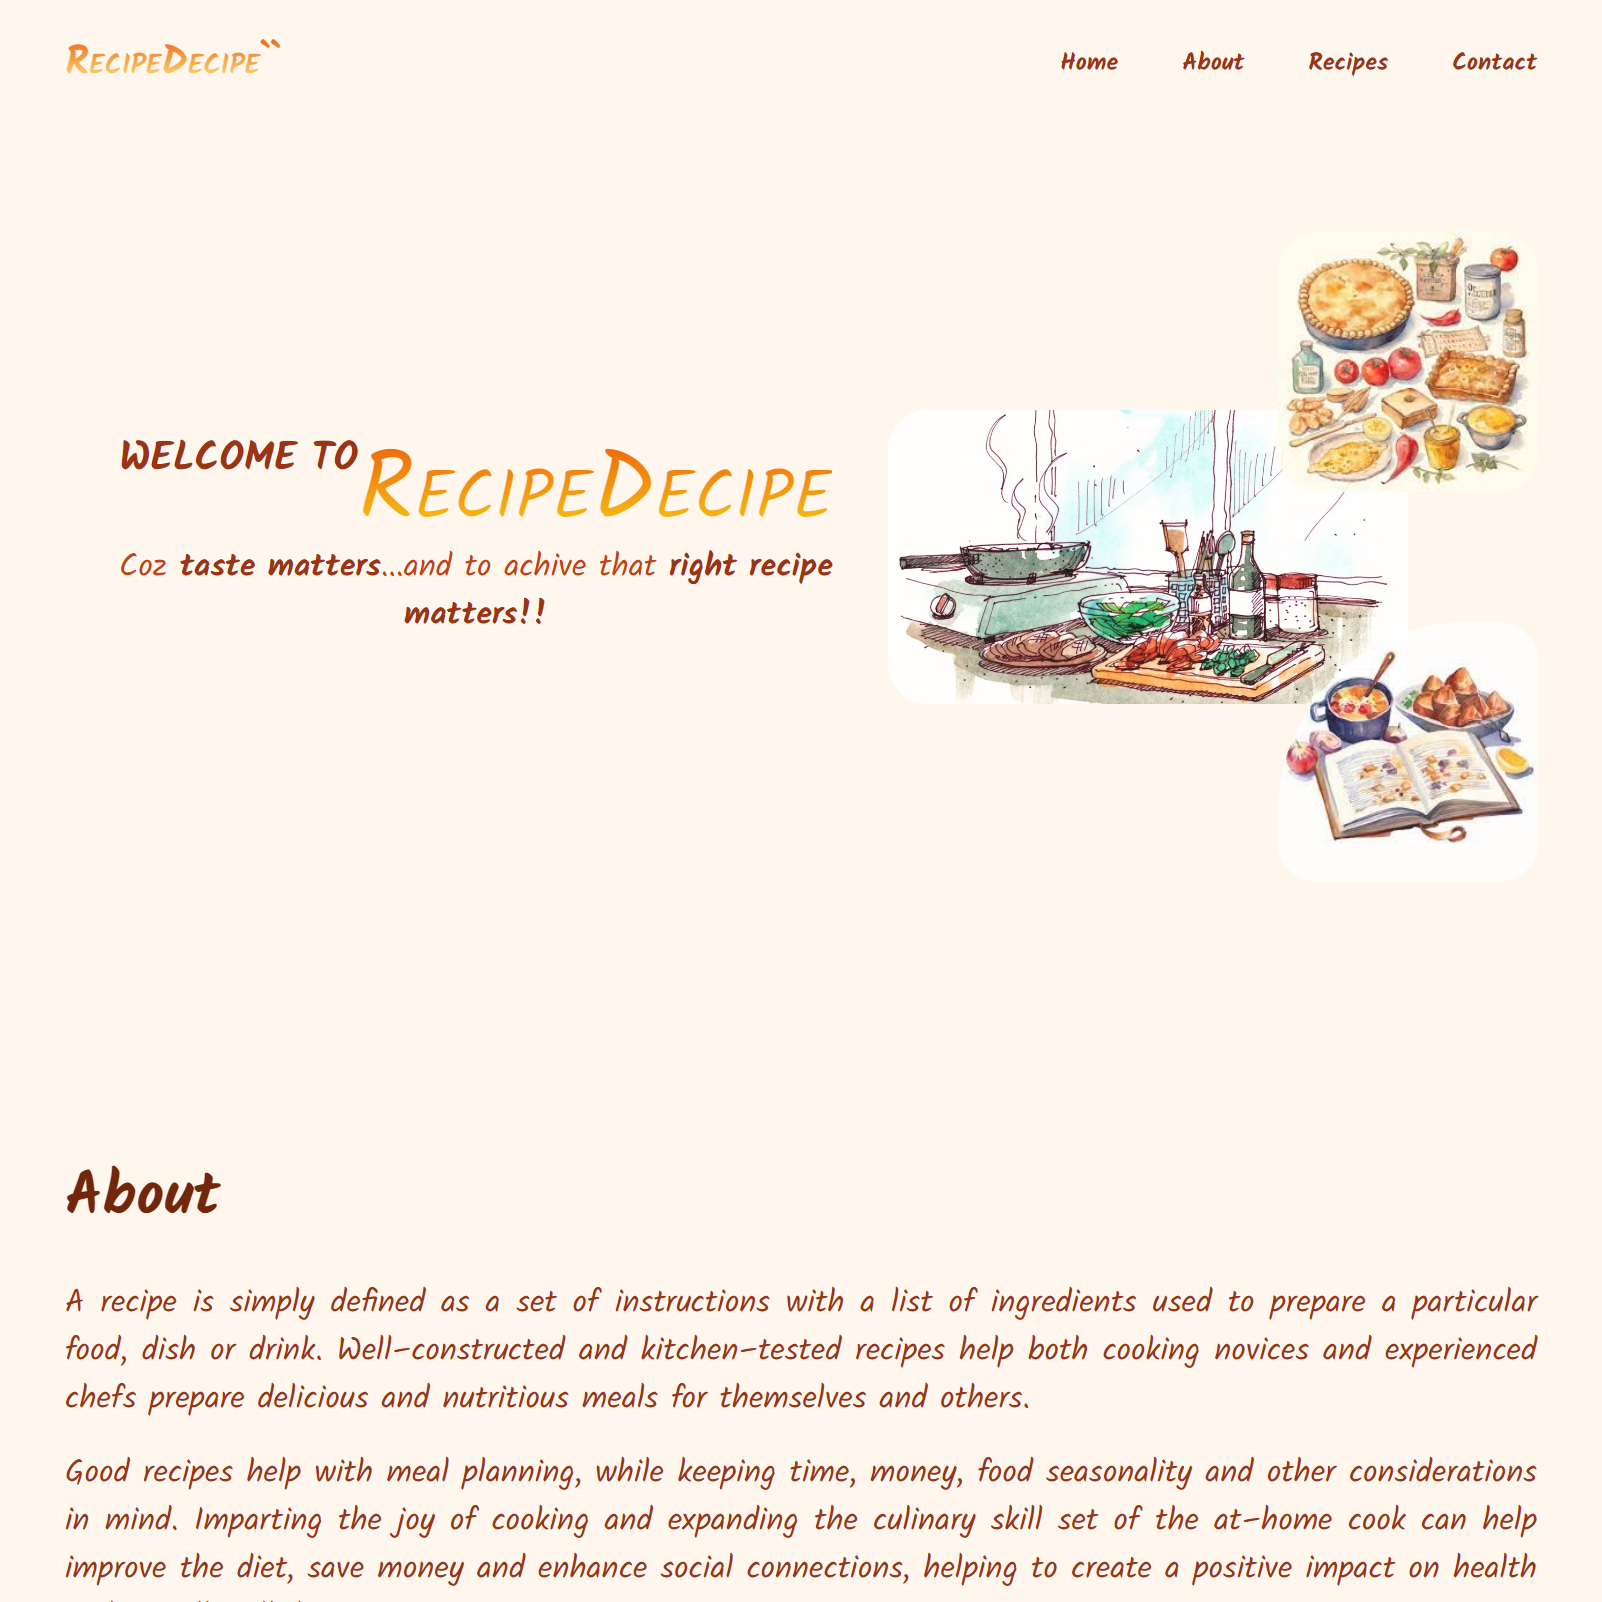 RecipeDecipe``
Home About Recipes Contact
WELCOME TO RecipeDecipe
Coz taste matters...and to achive that right recipe
matters!!
About
A recipe is simply defined as a set of instructions with a list of ingredients used to prepare a particular
food, dish or drink. Well-constructed and kitchen-tested recipes help both cooking novices and experienced
chefs prepare delicious and nutritious meals for themselves and others.
Good recipes help with meal planning, while keeping time, money, food seasonality and other considerations
in mind. Imparting the joy of cooking and expanding the culinary skill set of the at-home cook can help
improve the diet, save money and enhance social connections, helping to create a positive impact on health